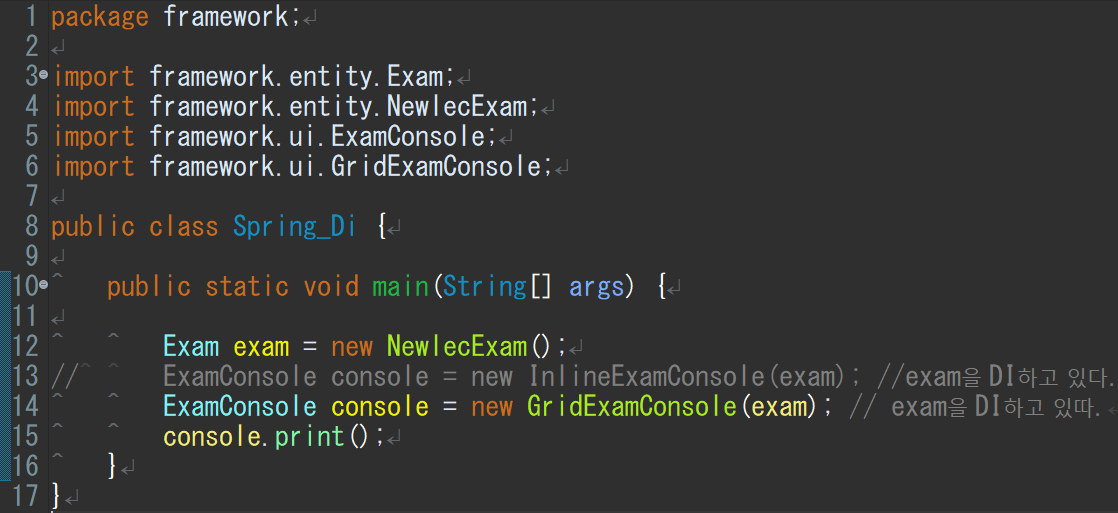 1 package framework;
2
3 import framework.entity.Exam;
4 import framework.entity.NewlecExam;
5 import framework.ui.ExamConsole;
6 import framework.ui.GridExamConsole;
7
8 public class Spring_Di {
9
10 public static void main(String[] args) {
11
12 Exam exam = new NewlecExam();
13 // ExamConsole console = new InlineExamConsole(exam); //exam을 DI하고 있다.
14 ExamConsole console = new GridExamConsole(exam); // exam을 DI하고 있따.
15 console.print();
16 }
17 }